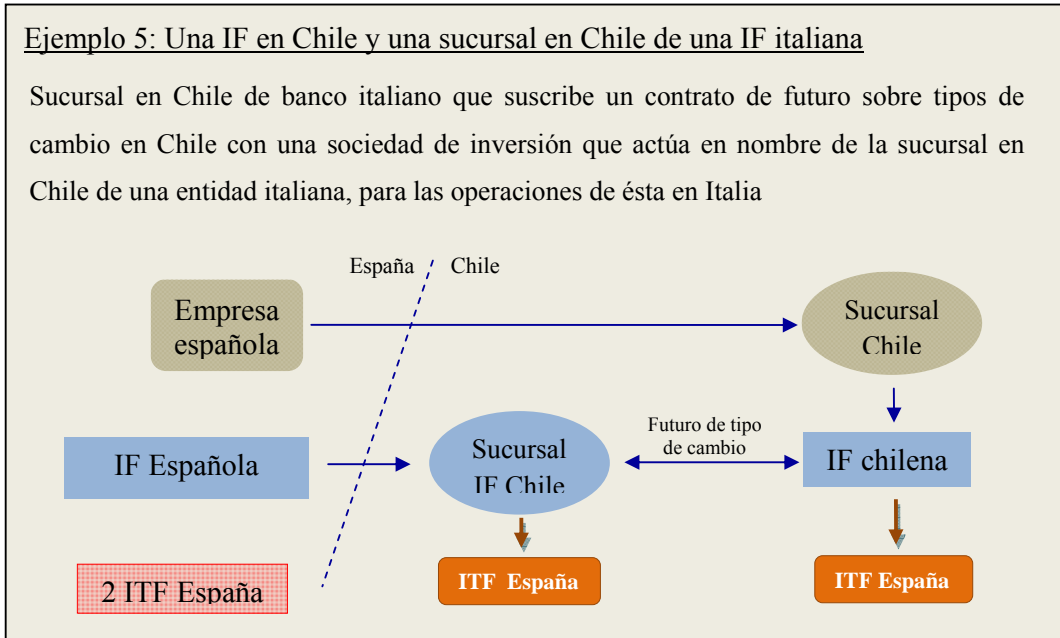 Ejemplo 5: Una IF en Chile y una sucursal en Chile de una IF italiana
Sucursal en Chile de banco italiano que suscribe un contrato de futuro sobre tipos de
cambio en Chile con una sociedad de inversión que actúa en nombre de la sucursal en
Chile de una entidad italiana, para las operaciones de ésta en Italia
España
Chile
Empresa
española
Sucursal
Chile
IF Española
Sucursal
IF Chile
Futuro de tipo
de cambio
IF chilena
2 ITF España
ITF España
ITF España